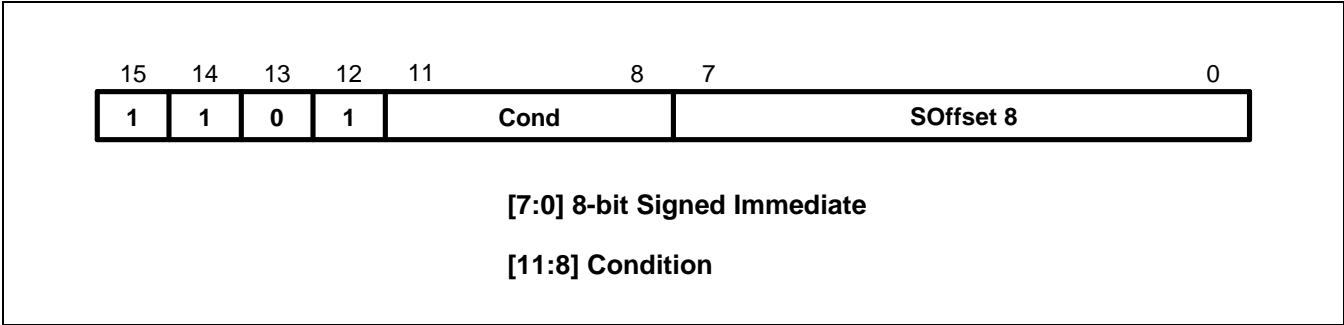 15 14 13 12 11 8 7 0
1 1 0 1 Cond SOffset 8
[7:0] 8-bit Signed Immediate
[11:8] Condition